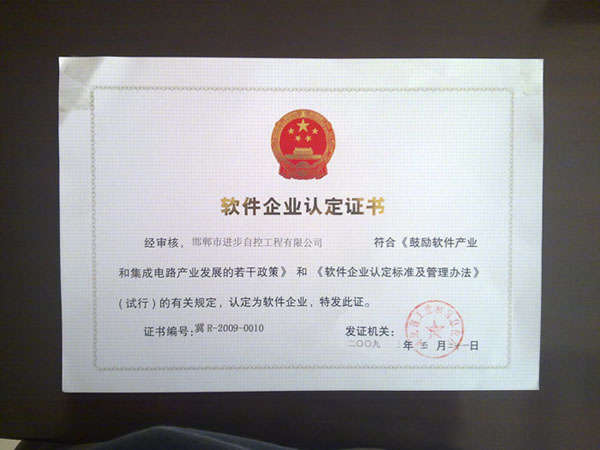 软件企业认定证书
经审核，邯郸市进步自控工程有限公司 符合《鼓励软件产业
和集成电路产业发展的若干政策》和《软件企业认定标准及管理办法》
(试行)的有关规定，认定为软件企业，特发此证。
证书编号:冀R-2009-0010 发证机关:
二〇〇九 年 月 日